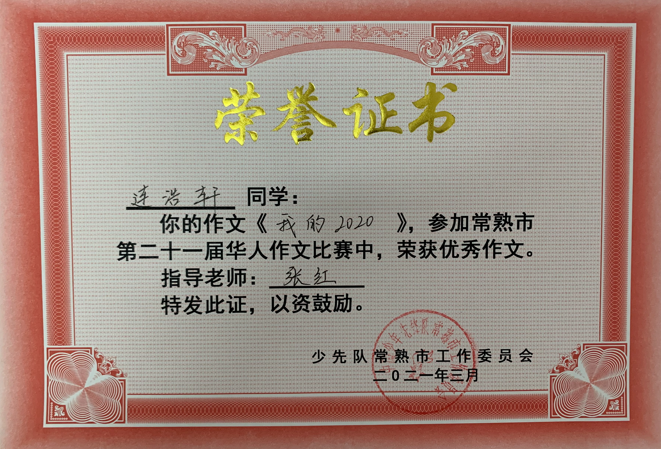 荣誉证书
连浩轩 同学：
你的作文《我的2020》，参加常熟市
第二十一届华人作文比赛中，荣获优秀作文。
指导老师：张红
特发此证，以资鼓励。
少先队常熟市工作委员会
二〇二一年三月